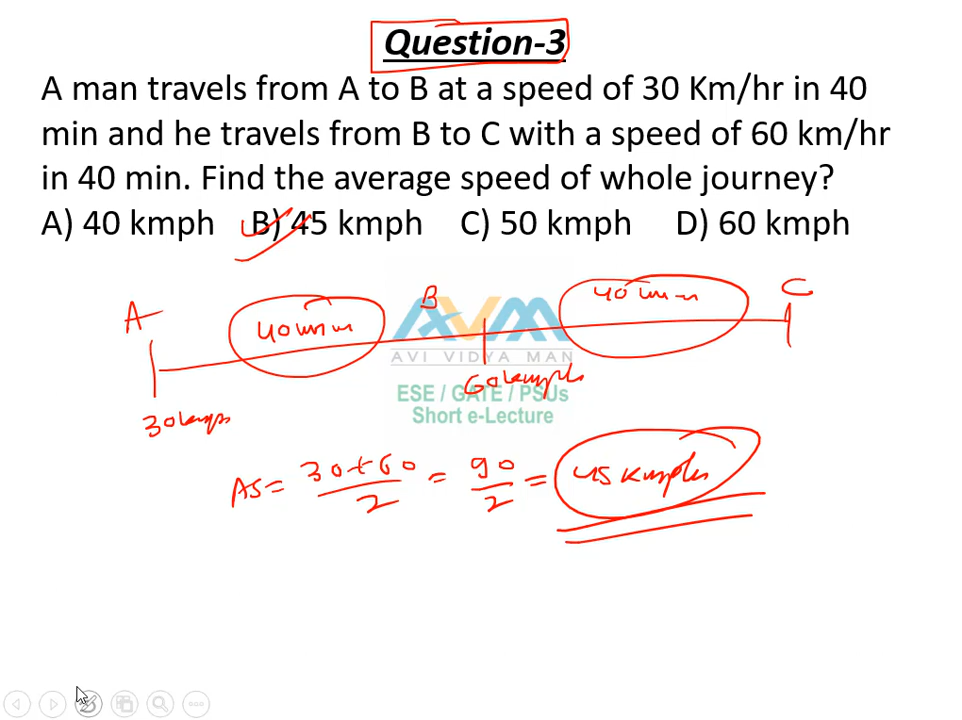 Question-3
A man travels from A to B at a speed of 30 Km/hr in 40
min and he travels from B to C with a speed of 60 km/hr
in 40 min. Find the average speed of whole journey?
A) 40 kmph B) 45 kmph C) 50 kmph D) 60 kmph
A 40 min B 40 min C
AVM
AVI VIDYA MAN
30 kmph 60 kmph
ESE / GATE / PSUs
Short e-Lecture
AS = 30+60/2 = 90/2 = 45 kmph